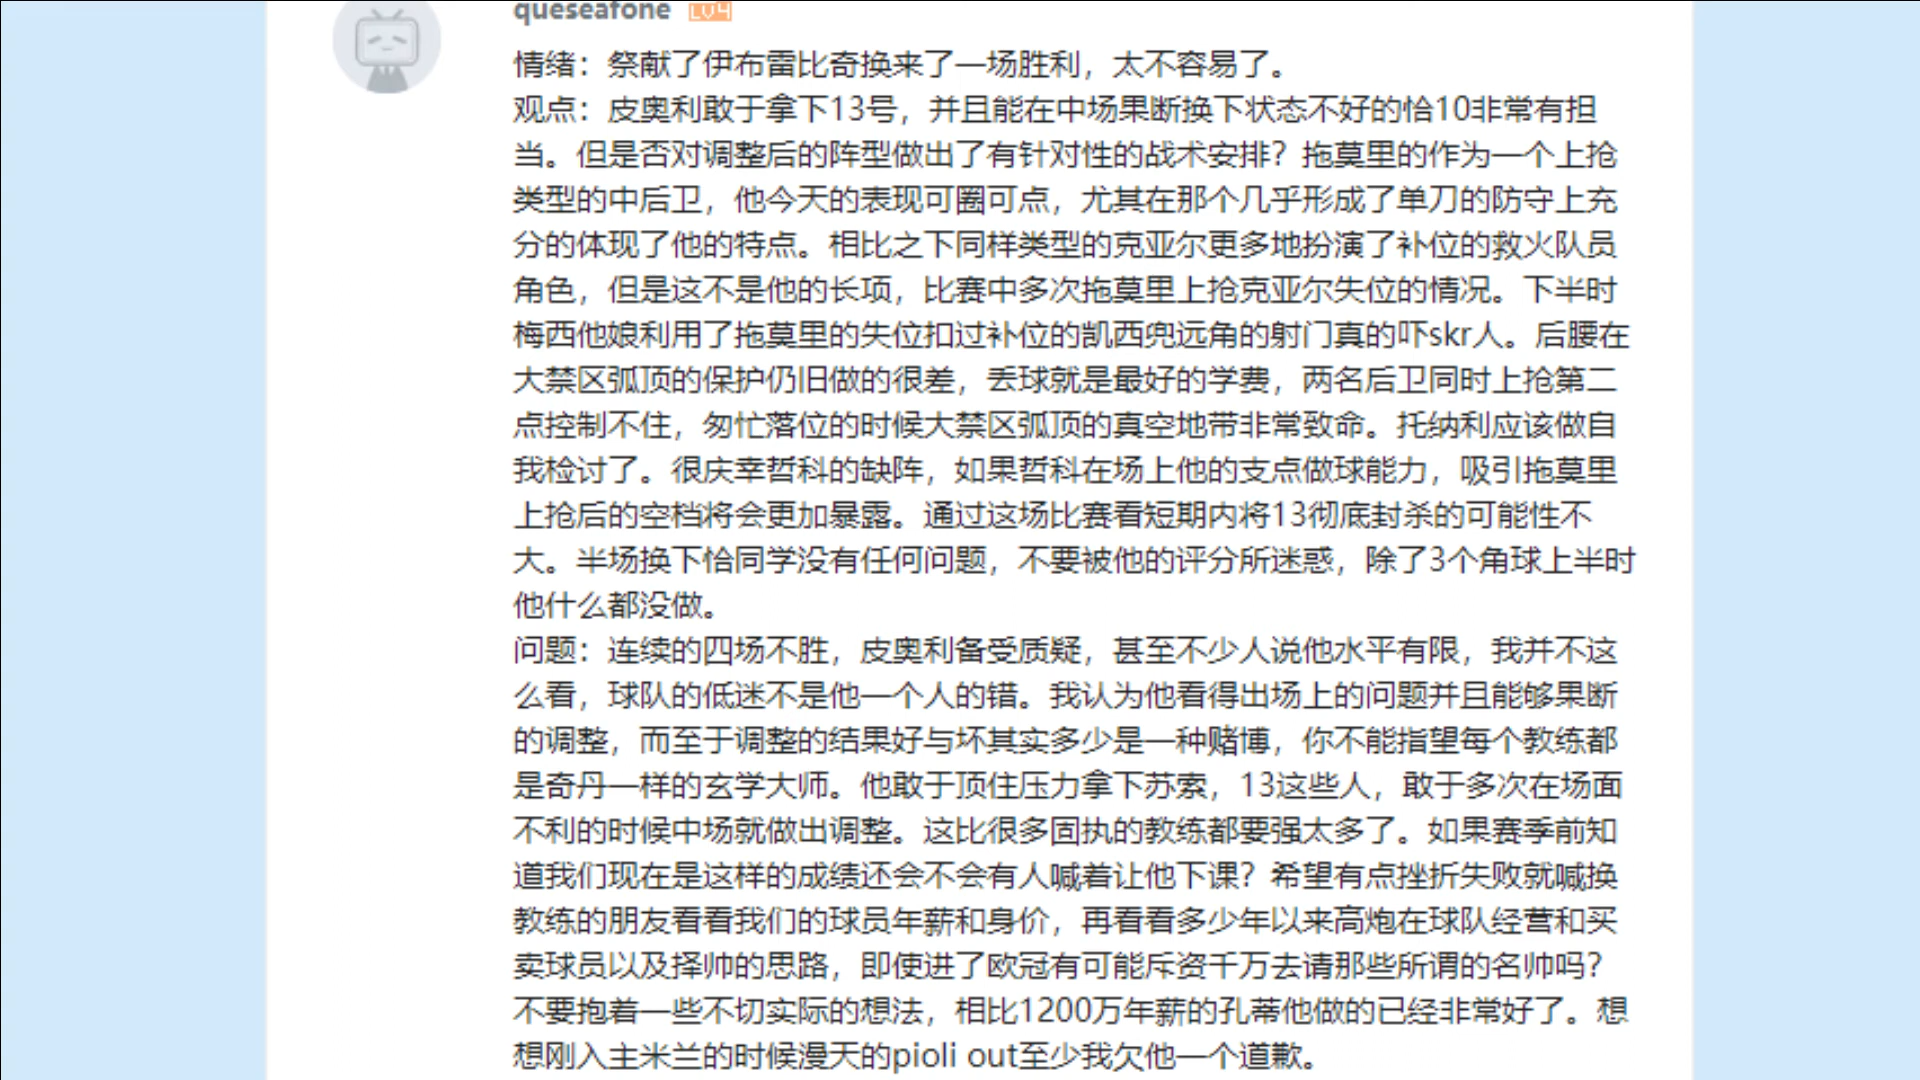 queseafone LV4
情绪：祭献了伊布雷比奇换来了一场胜利，太不容易了。
观点：皮奥利敢于拿下13号，并且能在中场果断换下状态不好的恰10非常有担
当。但是否对调整后的阵型做出了有针对性的战术安排？拖莫里的作为一个上抢
类型的中后卫，他今天的表现可圈可点，尤其在那个几乎形成了单刀的防守上充
分的体现了他的特点。相比之下同样类型的克亚尔更多地扮演了补位的救火队员
角色，但是这不是他的长项，比赛中多次拖莫里上抢克亚尔失位的情况。下半时
梅西他娘利用了拖莫里的失位扣过补位的凯西兜远角的射门真的吓skr人。后腰在
大禁区弧顶的保护仍旧做的很差，丢球就是最好的学费，两名后卫同时上抢第二
点控制不住，匆忙落位的时候大禁区弧顶的真空地带非常致命。托纳利应该做自
我检讨了。很庆幸哲科的缺阵，如果哲科在场上他的支点做球能力，吸引拖莫里
上抢后的空档将会更加暴露。通过这场比赛看短期内将13彻底封杀的可能性不
大。半场换下恰同学没有任何问题，不要被他的评分所迷惑，除了3个角球上半时
他什么都没做。
问题：连续的四场不胜，皮奥利备受质疑，甚至不少人说他水平有限，我并不这
么看，球队的低迷不是他一个人的错。我认为他看得出场上的问题并且能够果断
的调整，而至于调整的结果好与坏其实多少是一种赌博，你不能指望每个教练都
是奇丹一样的玄学大师。他敢于顶住压力拿下苏索，13这些人，敢于多次在场面
不利的时候中场就做出调整。这比很多固执的教练都要强太多了。如果赛季前知
道我们现在是这样的成绩还会不会有人喊着让他下课？希望有点挫折失败就喊换
教练的朋友看看我们的球员年薪和身价，再看看多少年以来高炮在球队经营和买
卖球员以及择帅的思路，即使进了欧冠有可能斥资千万去请那些所谓的名帅吗？
不要抱着一些不切实际的想法，相比1200万年薪的孔蒂他做的已经非常好了。想
想刚入主米兰的时候漫天的pioli out至少我欠他一个道歉。